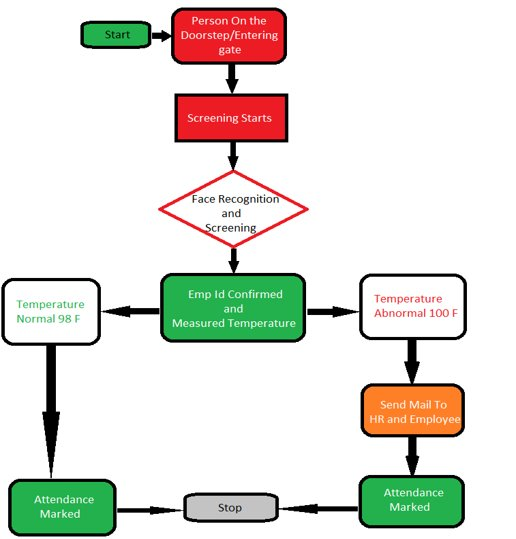 Start
Person On the
Doorstep/Entering
gate
Screening Starts
Face Recognition
and
Screening
Emp Id Confirmed
and
Measured Temperature
Temperature
Normal 98 F
Temperature
Abnormal 100 F
Send Mail To
HR and Employee
Attendance
Marked
Stop
Attendance
Marked